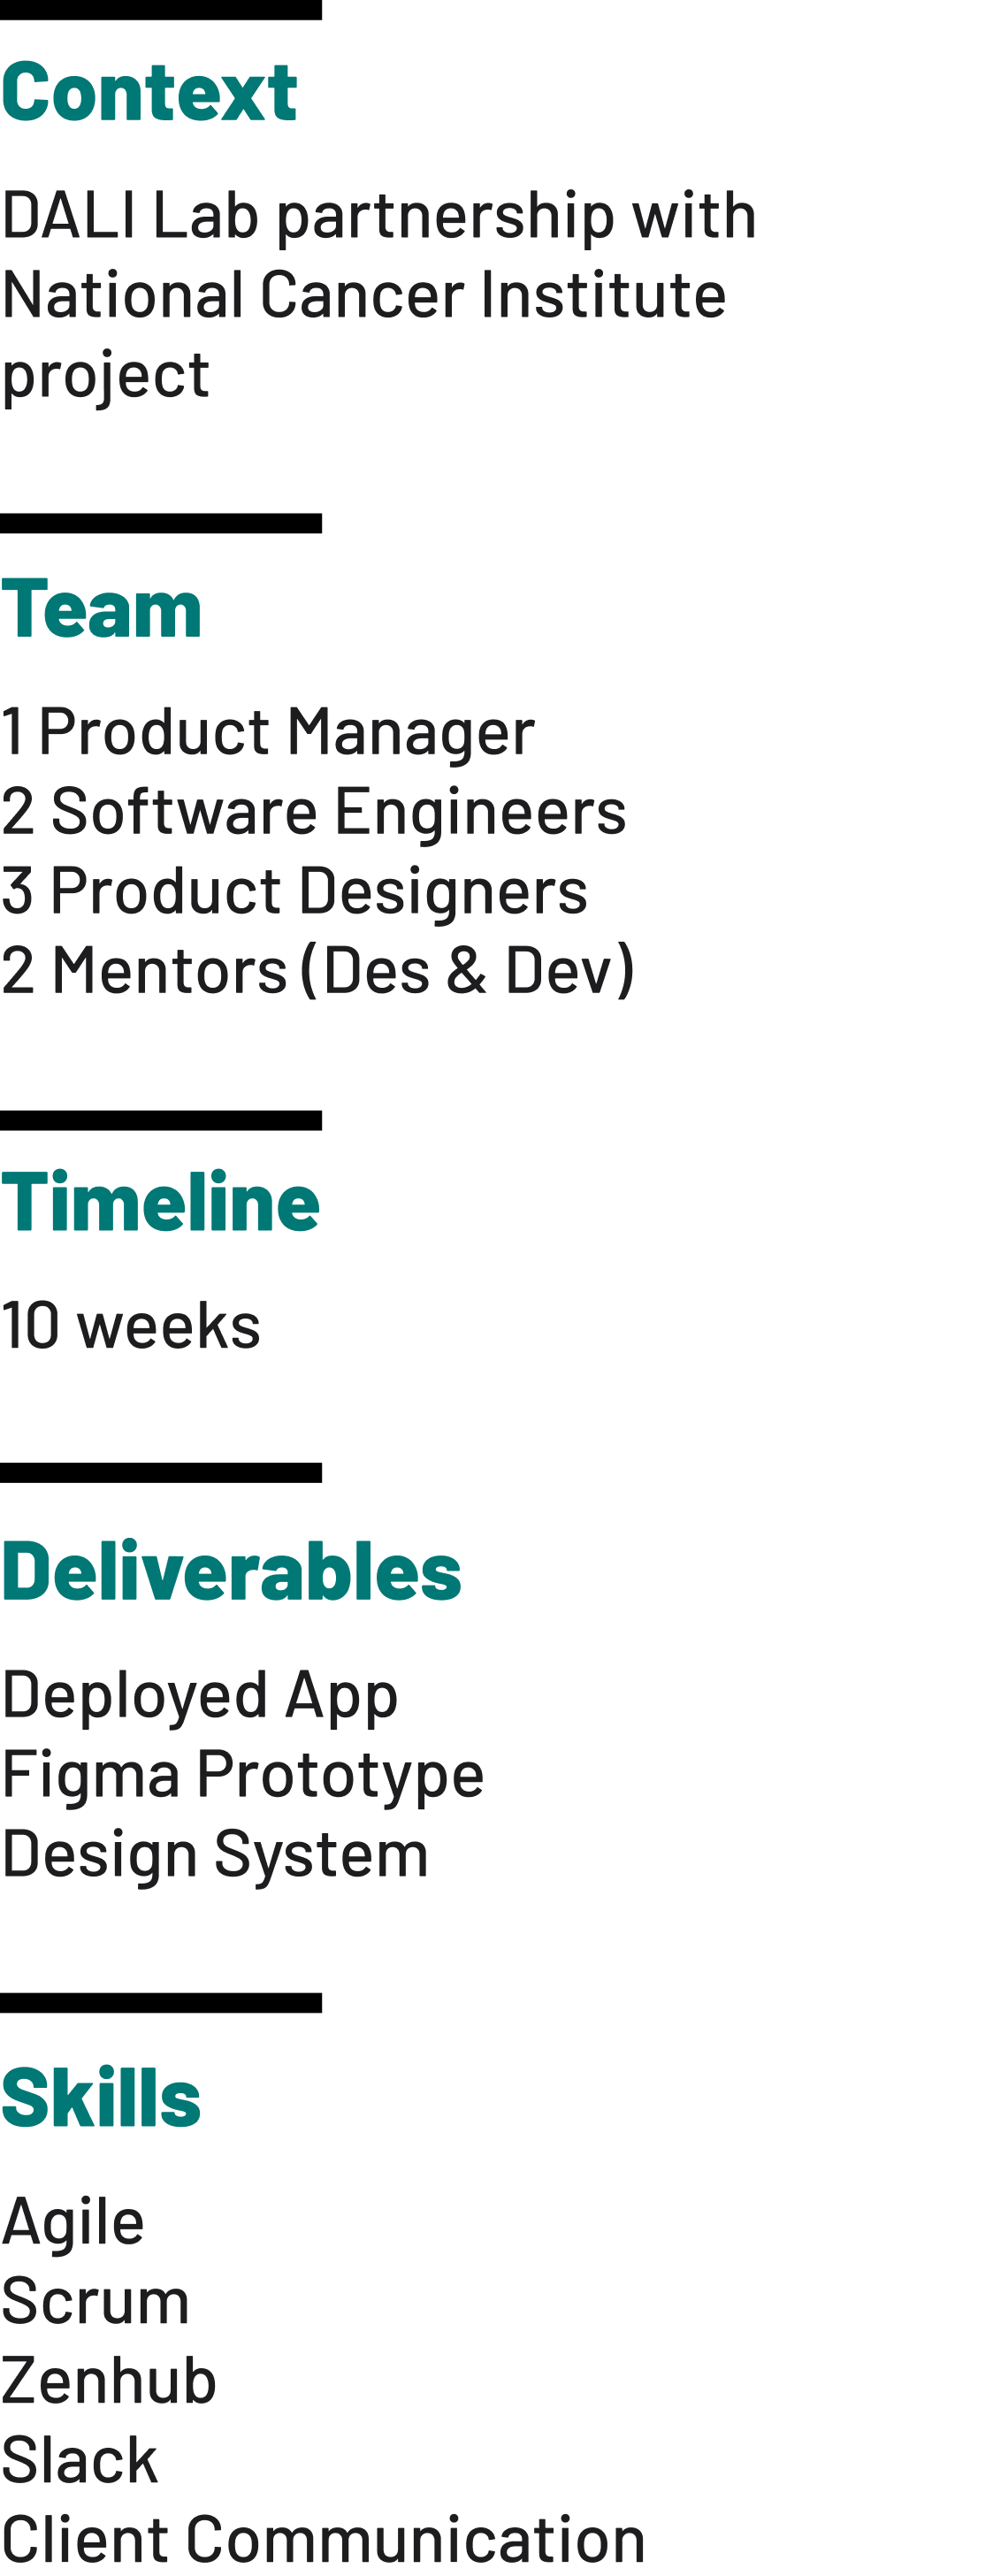 Context
DALI Lab partnership with
National Cancer Institute
project
Team
1 Product Manager
2 Software Engineers
3 Product Designers
2 Mentors (Des & Dev)
Timeline
10 weeks
Deliverables
Deployed App
Figma Prototype
Design System
Skills
Agile
Scrum
Zenhub
Slack
Client Communication